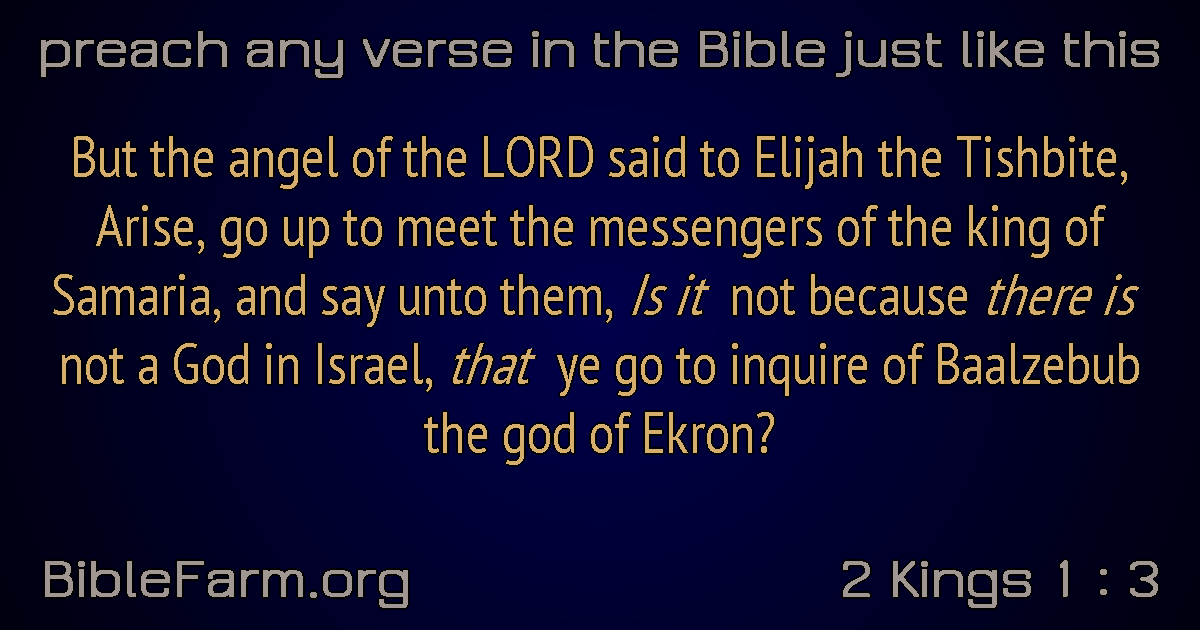 preach any verse in the Bible just like this
But the angel of the LORD said to Elijah the Tishbite,
Arise, go up to meet the messengers of the king of
Samaria, and say unto them, Is it not because there is
not a God in Israel, that ye go to inquire of Baalzebub
the god of Ekron?
BibleFarm.org
2 Kings 1 : 3